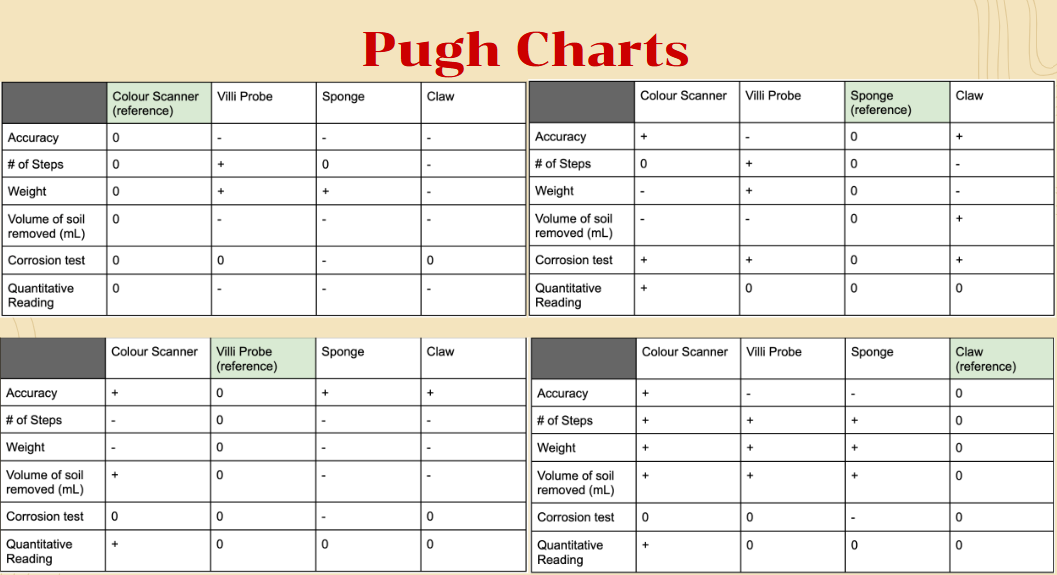 Pugh Charts
Colour Scanner (reference) Villi Probe Sponge Claw
Accuracy 0 - - -
# of Steps 0 + 0 -
Weight 0 + + -
Volume of soil removed (mL) 0 - - -
Corrosion test 0 0 - 0
Quantitative Reading 0 - - -
Colour Scanner Villi Probe Sponge (reference) Claw
Accuracy + - 0 +
# of Steps 0 + 0 -
Weight - + 0 -
Volume of soil removed (mL) - - 0 +
Corrosion test + + 0 +
Quantitative Reading + 0 0 0
Colour Scanner Villi Probe (reference) Sponge Claw
Accuracy + 0 + +
# of Steps - 0 - -
Weight - 0 - -
Volume of soil removed (mL) + 0 - -
Corrosion test 0 0 - 0
Quantitative Reading + 0 0 0
Colour Scanner Villi Probe Sponge Claw (reference)
Accuracy + - - 0
# of Steps + + + 0
Weight + + + 0
Volume of soil removed (mL) + + + 0
Corrosion test 0 0 - 0
Quantitative Reading + 0 0 0